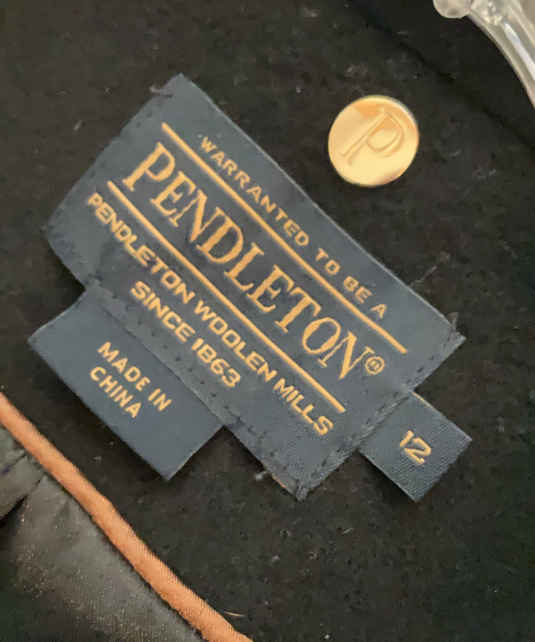 WARRANTED TO BE A
PENDLETON®
PENDLETON WOOLEN MILLS
SINCE 1863
MADE IN
CHINA
12
P